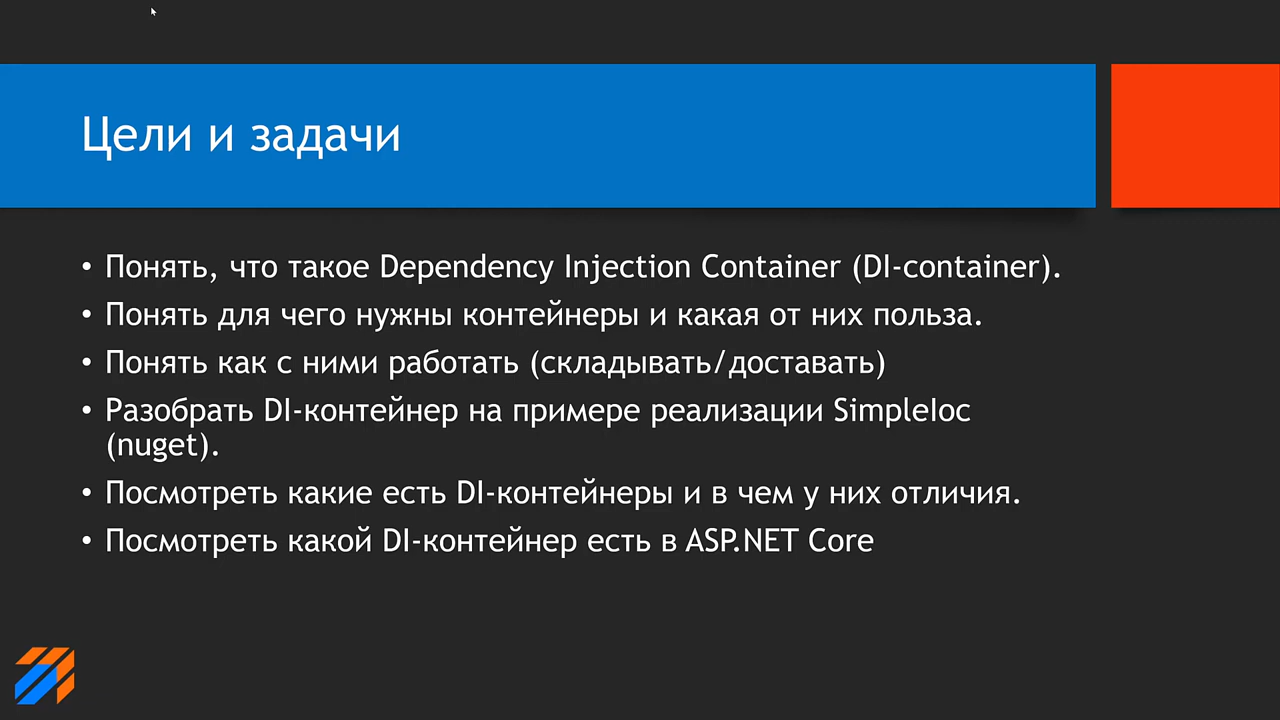 Цели и задачи
• Понять, что такое Dependency Injection Container (DI-container).
• Понять для чего нужны контейнеры и какая от них польза.
• Понять как с ними работать (складывать/доставать)
• Разобрать DI-контейнер на примере реализации SimpleIoc
(nuget).
• Посмотреть какие есть DI-контейнеры и в чем у них отличия.
• Посмотреть какой DI-контейнер есть в ASP.NET Core